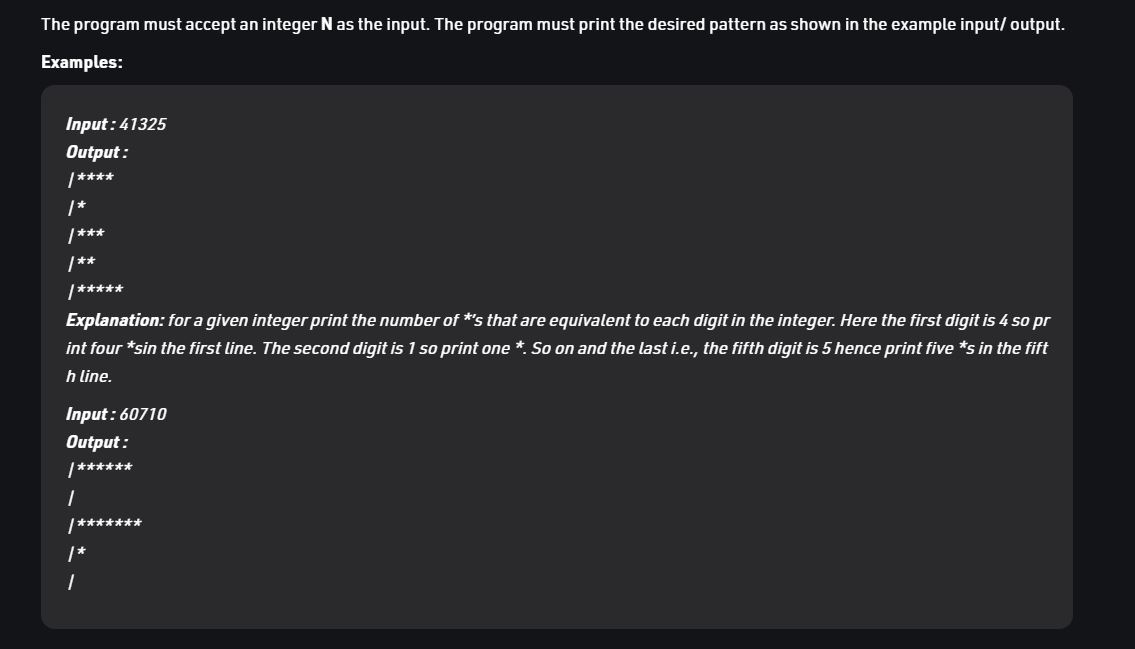 The program must accept an integer N as the input. The program must print the desired pattern as shown in the example input/ output.
Examples:
Input : 41325
Output :
|****
|*
|***
|**
|*****
Explanation: for a given integer print the number of *'s that are equivalent to each digit in the integer. Here the first digit is 4 so pr
int four *sin the first line. The second digit is 1 so print one *. So on and the last i.e., the fifth digit is 5 hence print five *s in the fift
h line.
Input : 60710
Output :
|******
|
|*******
|*
|